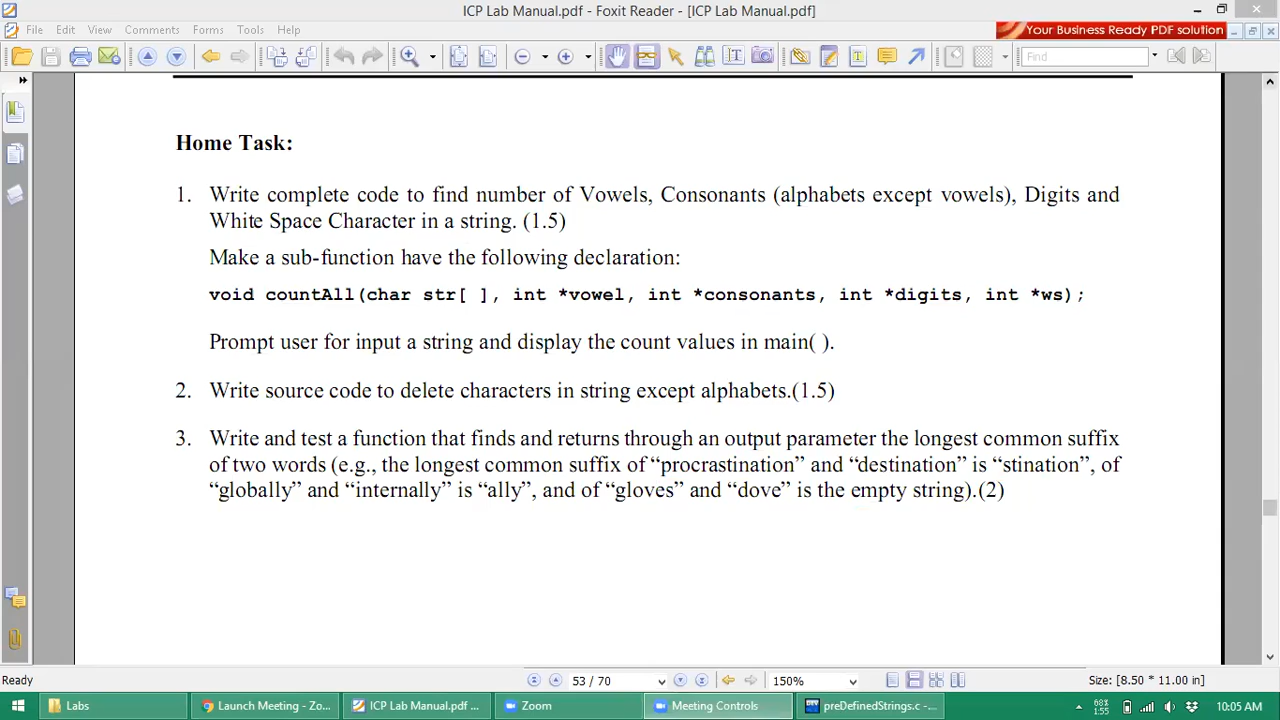 ICP Lab Manual.pdf - Foxit Reader - [ICP Lab Manual.pdf]
File Edit View Comments Forms Tools Help
Your Business Ready PDF solution
Find
Home Task:
1. Write complete code to find number of Vowels, Consonants (alphabets except vowels), Digits and
White Space Character in a string. (1.5)
Make a sub-function have the following declaration:
void countAll(char str[ ], int *vowel, int *consonants, int *digits, int *ws);
Prompt user for input a string and display the count values in main( ).
2. Write source code to delete characters in string except alphabets.(1.5)
3. Write and test a function that finds and returns through an output parameter the longest common suffix
of two words (e.g., the longest common suffix of “procrastination” and “destination” is “stination”, of
“globally” and “internally” is “ally”, and of “gloves” and “dove” is the empty string).(2)
Ready 53 / 70 150% Size: [8.50 * 11.00 in]
Labs Launch Meeting - Zo... ICP Lab Manual.pdf ... Zoom Meeting Controls preDefinedStrings.c -... 68% 1:55 10:05 AM